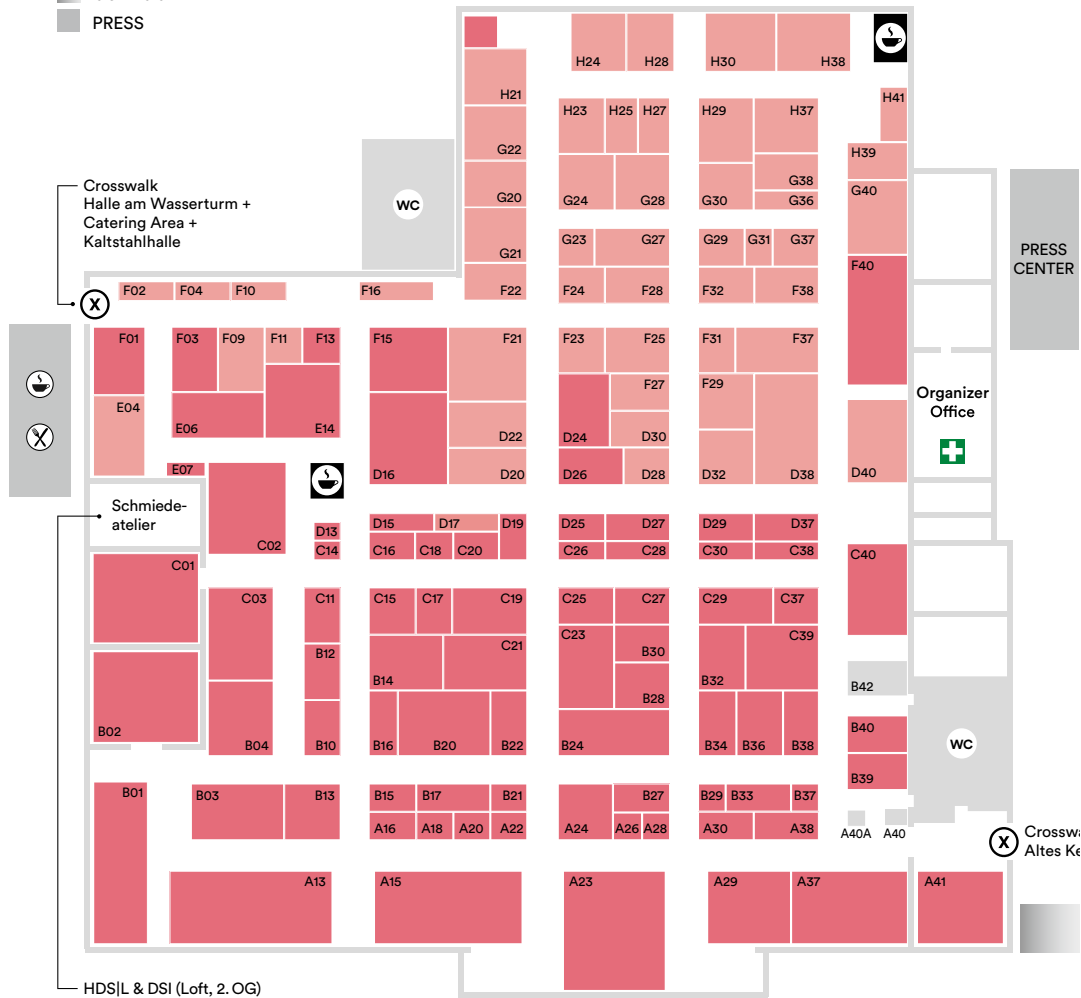 PRESS
H24
H28
H30
H38
H21
H41
H23
H25
H27
H29
H37
G22
H39
G38
G40
Crosswalk
Halle am Wasserturm +
Catering Area +
Kaltstahlhalle
WC
G20
G24
G28
G30
G36
G21
G23
G27
G29
G31
G37
PRESS
CENTER
F40
X
F02
F04
F10
F16
F22
F24
F28
F32
F38
F01
F03
F09
F11
F13
F15
F21
F23
F25
F31
F37
F27
F29
Organizer
Office
E04
E06
E14
D22
D24
D30
E07
D16
D20
D26
D28
D32
D38
D40
Schmiede-
atelier
C02
D13
C14
D15
D17
D19
D25
D27
D29
D37
C16
C18
C20
C26
C28
C30
C38
C40
C01
C03
C11
C15
C17
C19
C25
C27
C29
C37
C23
C39
C21
B30
B12
B14
B32
B42
B28
B02
B04
B10
B16
B20
B22
B24
B34
B36
B38
B40
WC
B39
B01
B03
B13
B15
B17
B21
B27
B29
B33
B37
A16
A18
A20
A22
A24
A26
A28
A30
A38
A40A
A40
X
Altes
A13
A15
A23
A29
A37
A41
HDS|L & DSI (Loft, 2. OG)